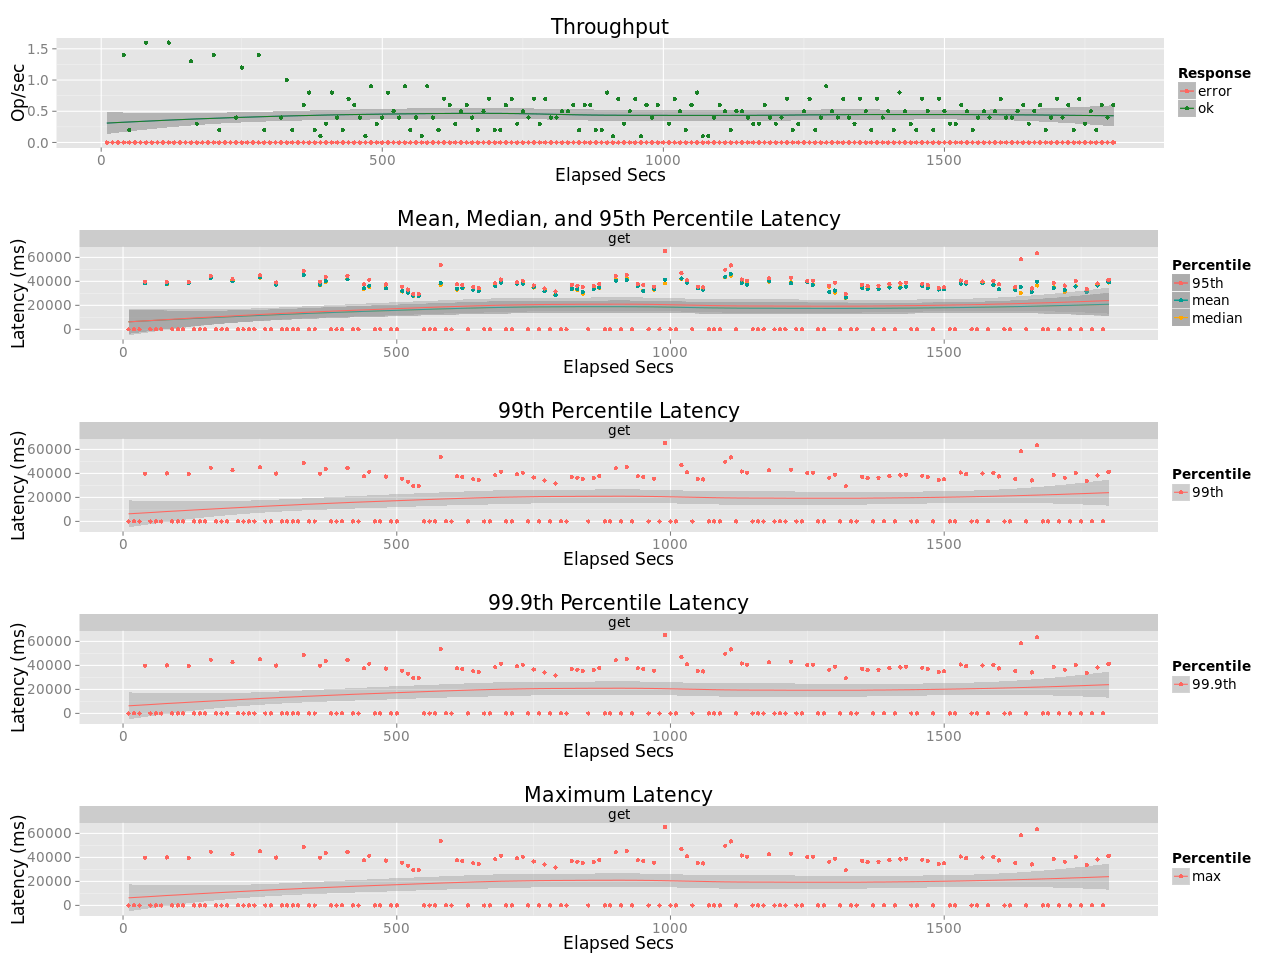 Throughput
Op/sec
1.5
1.0
0.5
0.0
0 500 1000 1500
Elapsed Secs
Response
error
ok
Mean, Median, and 95th Percentile Latency
get
Latency (ms)
60000
40000
20000
0
0 500 1000 1500
Elapsed Secs
Percentile
95th
mean
median
99th Percentile Latency
get
Latency (ms)
60000
40000
20000
0
0 500 1000 1500
Elapsed Secs
Percentile
99th
99.9th Percentile Latency
get
Latency (ms)
60000
40000
20000
0
0 500 1000 1500
Elapsed Secs
Percentile
99.9th
Maximum Latency
get
Latency (ms)
60000
40000
20000
0
0 500 1000 1500
Elapsed Secs
Percentile
max